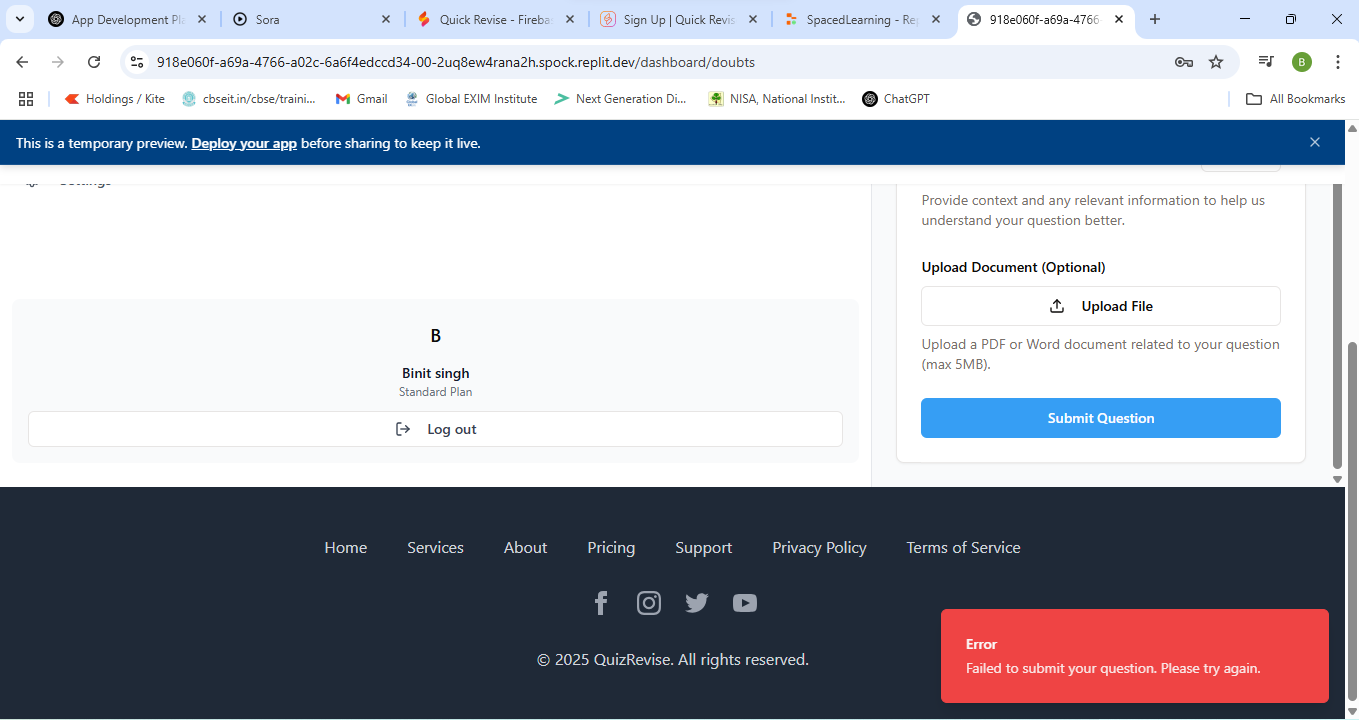 App Development Pla
Sora
Quick Revise - Fireba
Sign Up | Quick Revis
SpacedLearning - Rep
918e060f-a69a-4766-
918e060f-a69a-4766-a02c-6a6f4edccd34-00-2uq8ew4rana2h.spock.replit.dev/dashboard/doubts
B
Holdings / Kite
cbseit.in/cbse/traini...
Gmail
Global EXIM Institute
Next Generation Di...
NISA, National Instit...
ChatGPT
All Bookmarks
This is a temporary preview. Deploy your app before sharing to keep it live.
Settings
Provide context and any relevant information to help us
understand your question better.
Upload Document (Optional)
Upload File
Upload a PDF or Word document related to your question
(max 5MB).
Submit Question
B
Binit singh
Standard Plan
Log out
Home
Services
About
Pricing
Support
Privacy Policy
Terms of Service
© 2025 QuizRevise. All rights reserved.
Error
Failed to submit your question. Please try again.